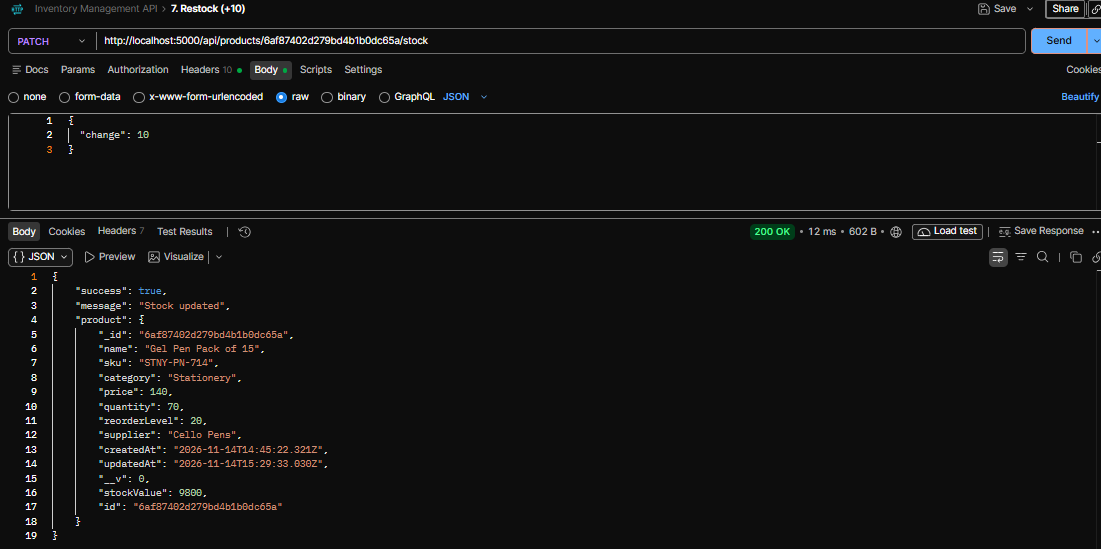 Inventory Management API > 7. Restock (+10) Save Share
PATCH http://localhost:5000/api/products/6af87402d279bd4b1b0dc65a/stock Send
Docs Params Authorization Headers 10 Body Scripts Settings Cookies
none form-data x-www-form-urlencoded raw binary GraphQL JSON Beautify
1 {
2 "change": 10
3 }
Body Cookies Headers 7 Test Results 200 OK • 12 ms • 602 B • Load test Save Response
{} JSON Preview Visualize
1 {
2 "success": true,
3 "message": "Stock updated",
4 "product": {
5 "_id": "6af87402d279bd4b1b0dc65a",
6 "name": "Gel Pen Pack of 15",
7 "sku": "STNY-PN-714",
8 "category": "Stationery",
9 "price": 140,
10 "quantity": 70,
11 "reorderLevel": 20,
12 "supplier": "Cello Pens",
13 "createdAt": "2026-11-14T14:45:22.321Z",
14 "updatedAt": "2026-11-14T15:29:33.030Z",
15 "__v": 0,
16 "stockValue": 9800,
17 "id": "6af87402d279bd4b1b0dc65a"
18 }
19 }